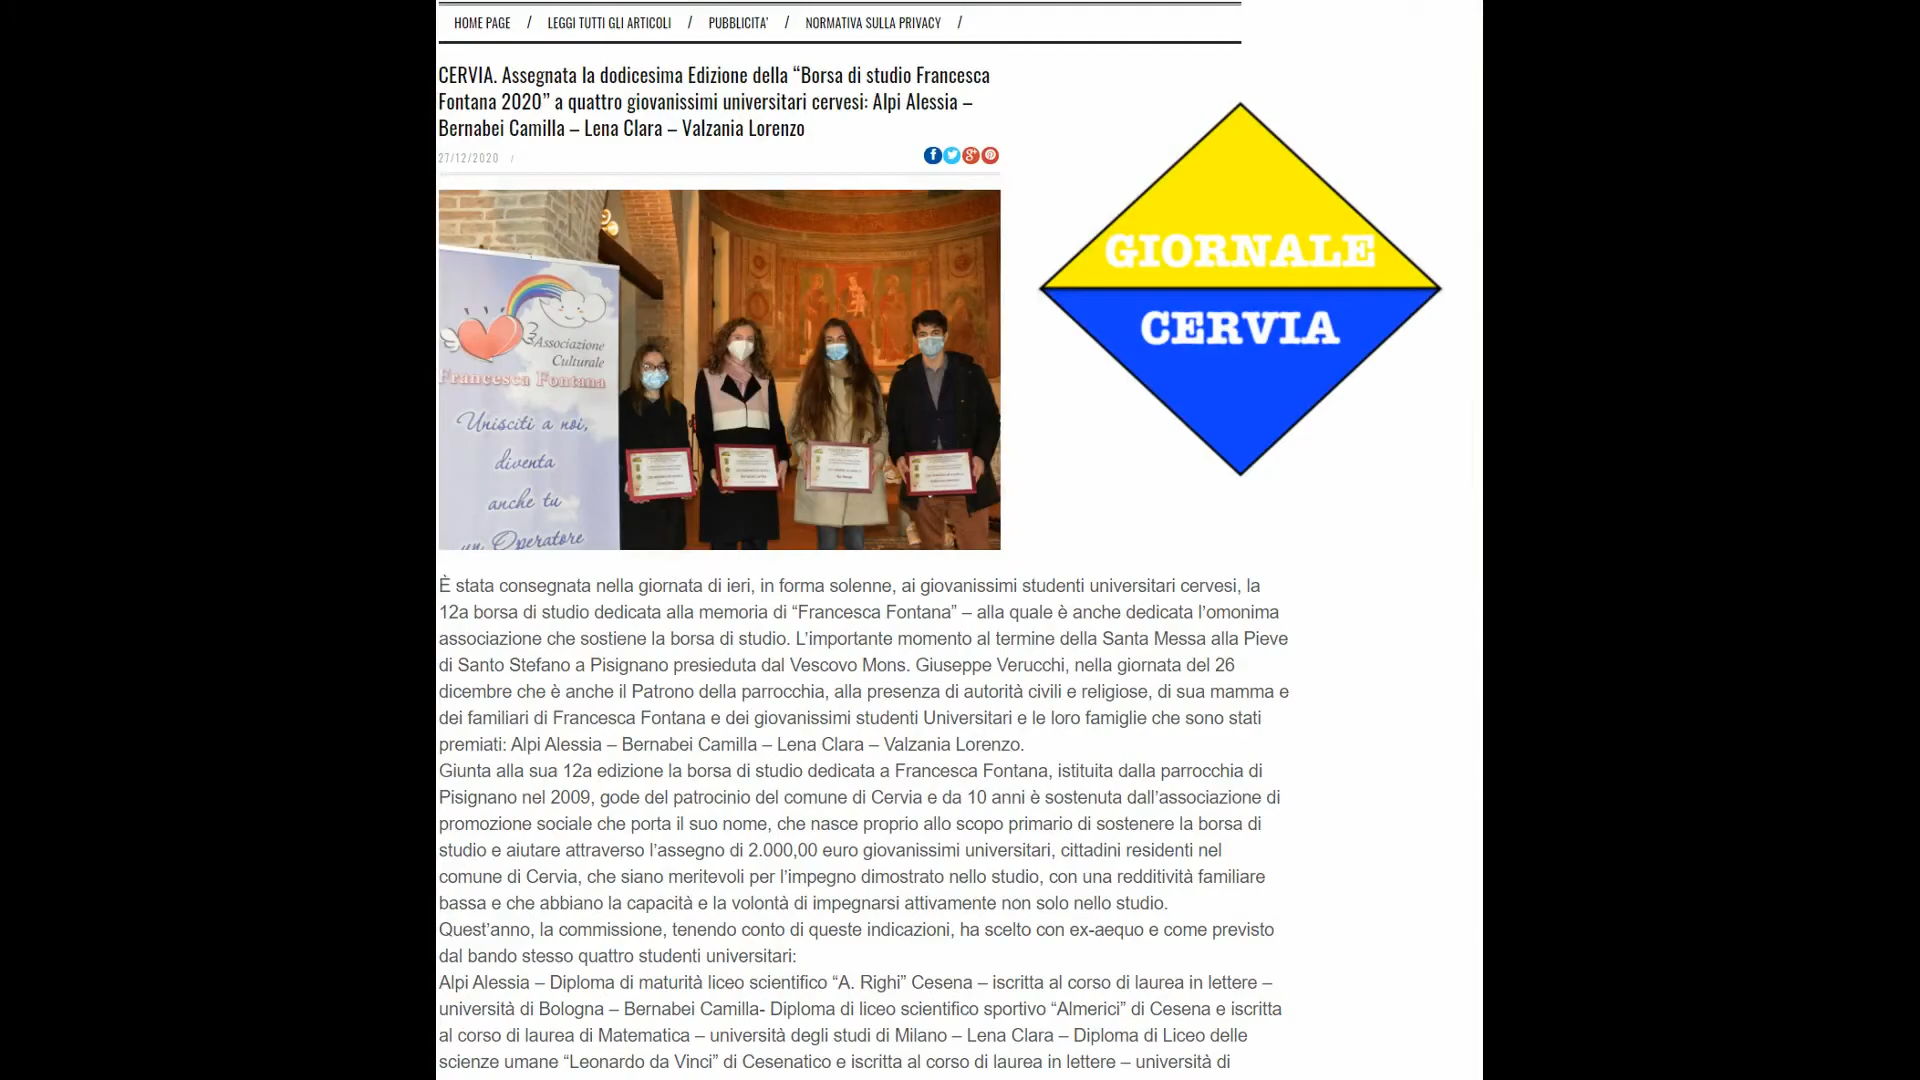 HOME PAGE / LEGGI TUTTI GLI ARTICOLI / PUBBLICITA’ / NORMATIVA SULLA PRIVACY /
CERVIA. Assegnata la dodicesima Edizione della “Borsa di studio Francesca
Fontana 2020” a quattro giovanissimi universitari cervesi: Alpi Alessia –
Bernabei Camilla – Lena Clara – Valzania Lorenzo
27/12/2020 /
Associazione
Culturale
Francesca Fontana
Unisciti a noi,
diventa
anche tu
un Operatore
GIORNALE
CERVIA
È stata consegnata nella giornata di ieri, in forma solenne, ai giovanissimi studenti universitari cervesi, la
12a borsa di studio dedicata alla memoria di “Francesca Fontana” – alla quale è anche dedicata l’omonima
associazione che sostiene la borsa di studio. L’importante momento al termine della Santa Messa alla Pieve
di Santo Stefano a Pisignano presieduta dal Vescovo Mons. Giuseppe Verucchi, nella giornata del 26
dicembre che è anche il Patrono della parrocchia, alla presenza di autorità civili e religiose, di sua mamma e
dei familiari di Francesca Fontana e dei giovanissimi studenti Universitari e le loro famiglie che sono stati
premiati: Alpi Alessia – Bernabei Camilla – Lena Clara – Valzania Lorenzo.
Giunta alla sua 12a edizione la borsa di studio dedicata a Francesca Fontana, istituita dalla parrocchia di
Pisignano nel 2009, gode del patrocinio del comune di Cervia e da 10 anni è sostenuta dall’associazione di
promozione sociale che porta il suo nome, che nasce proprio allo scopo primario di sostenere la borsa di
studio e aiutare attraverso l’assegno di 2.000,00 euro giovanissimi universitari, cittadini residenti nel
comune di Cervia, che siano meritevoli per l’impegno dimostrato nello studio, con una redditività familiare
bassa e che abbiano la capacità e la volontà di impegnarsi attivamente non solo nello studio.
Quest’anno, la commissione, tenendo conto di queste indicazioni, ha scelto con ex-aequo e come previsto
dal bando stesso quattro studenti universitari:
Alpi Alessia – Diploma di maturità liceo scientifico “A. Righi” Cesena – iscritta al corso di laurea in lettere –
università di Bologna – Bernabei Camilla- Diploma di liceo scientifico sportivo “Almerici” di Cesena e iscritta
al corso di laurea di Matematica – università degli studi di Milano – Lena Clara – Diploma di Liceo delle
scienze umane “Leonardo da Vinci” di Cesenatico e iscritta al corso di laurea in lettere – università di